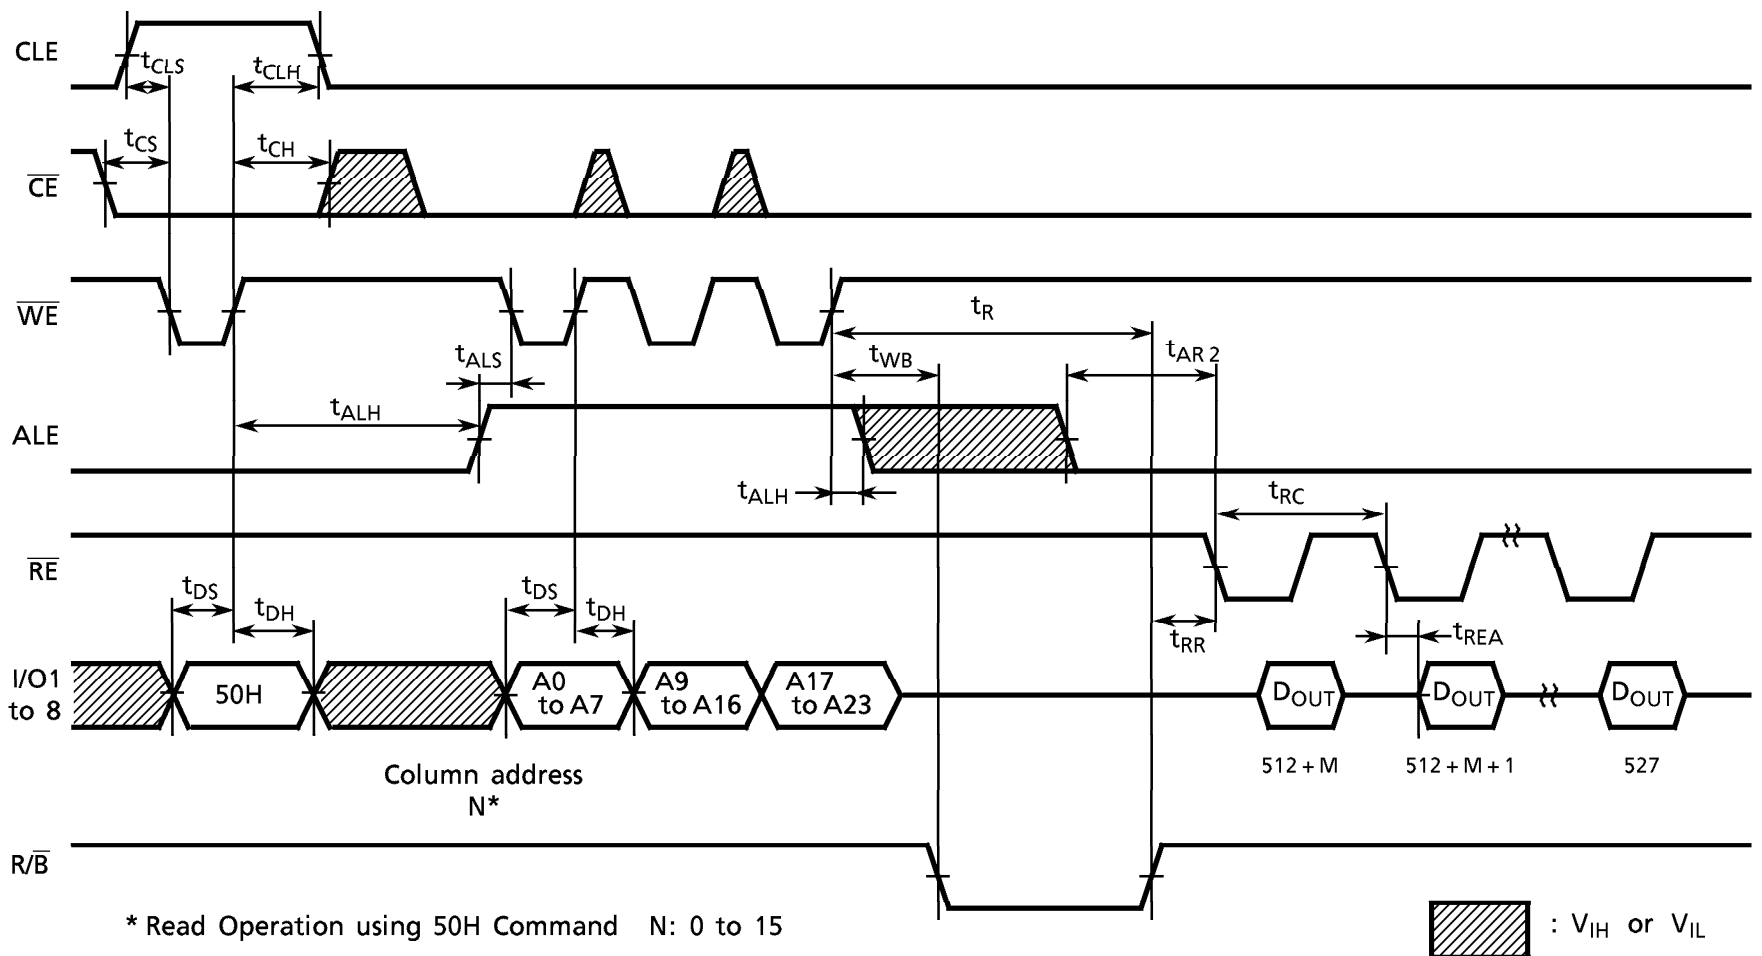 CLE
tCLS
tCLH
tCS
tCH
CE
WE
tR
tALS
tWB
tAR 2
tALH
ALE
tALH
tRC
RE
tDS
tDH
tDS
tDH
tRR
tREA
I/O1
to 8
50H
A0
to A7
A9
to A16
A17
to A23
DOUT
DOUT
DOUT
512 + M
512 + M + 1
527
Column address
N*
R/B
* Read Operation using 50H Command N: 0 to 15
: VIH or VIL